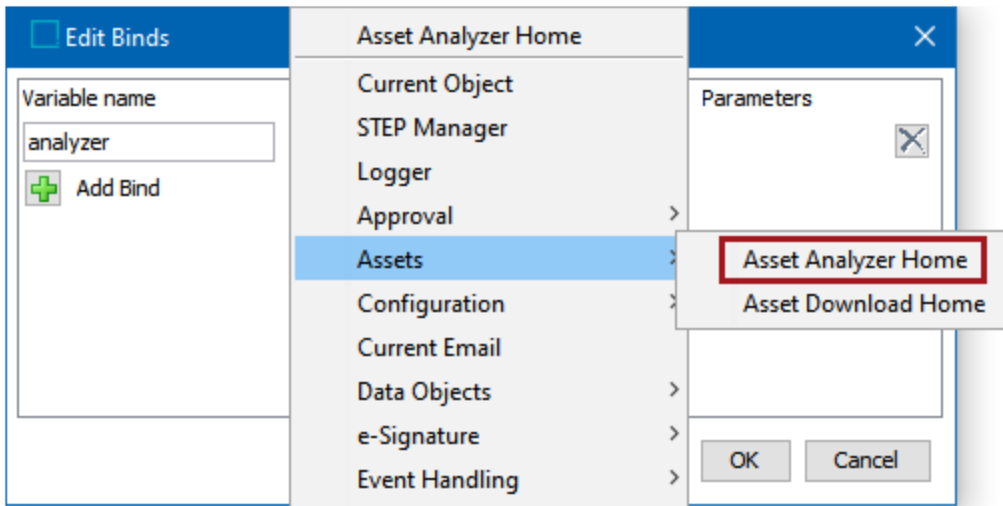 Edit Binds
Variable name
analyzer
Add Bind
Asset Analyzer Home
Current Object
STEP Manager
Logger
Approval
Assets
Configuration
Current Email
Data Objects
e-Signature
Event Handling
Parameters
Asset Analyzer Home
Asset Download Home
OK
Cancel